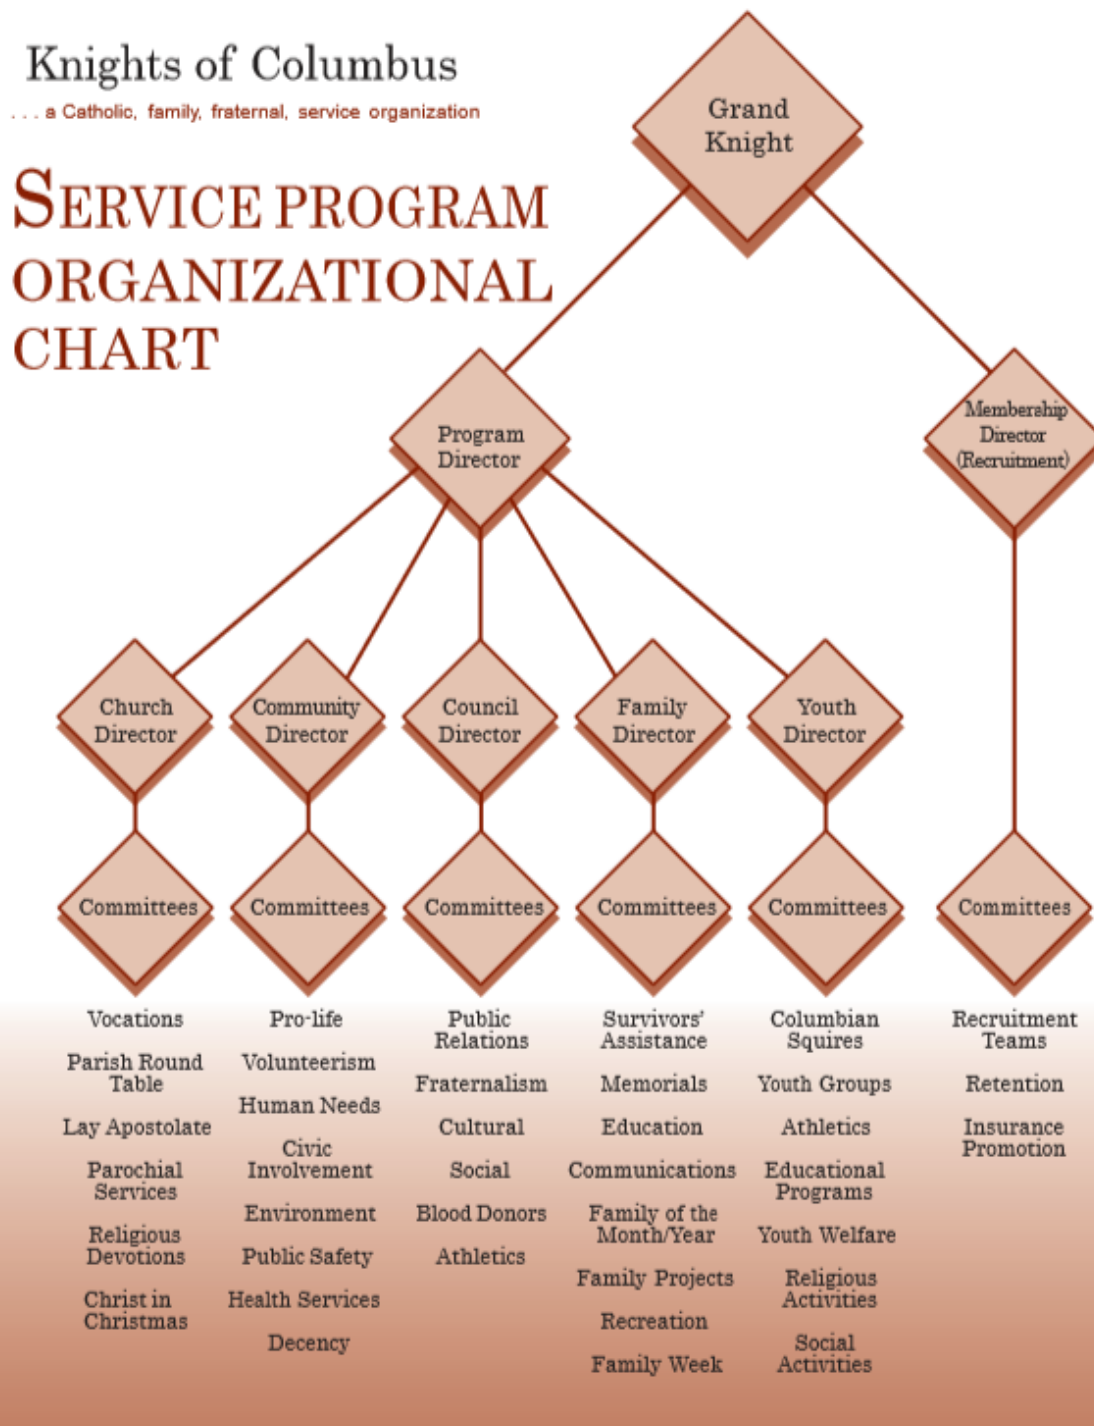 Knights of Columbus
. . . a Catholic, family, fraternal, service organization
SERVICE PROGRAM
ORGANIZATIONAL
CHART
Grand
Knight
Program
Director
Membership
Director
(Recruitment)
Church
Director
Community
Director
Council
Director
Family
Director
Youth
Director
Committees
Committees
Committees
Committees
Committees
Committees
Vocations
Parish Round
Table
Lay Apostolate
Parochial
Services
Religious
Devotions
Christ in
Christmas
Pro-life
Volunteerism
Human Needs
Civic
Involvement
Environment
Public Safety
Health Services
Decency
Public
Relations
Fraternalism
Cultural
Social
Blood Donors
Athletics
Survivors'
Assistance
Memorials
Education
Communications
Family of the
Month/Year
Family Projects
Recreation
Family Week
Columbian
Squires
Youth Groups
Athletics
Educational
Programs
Youth Welfare
Religious
Activities
Social
Activities
Recruitment
Teams
Retention
Insurance
Promotion